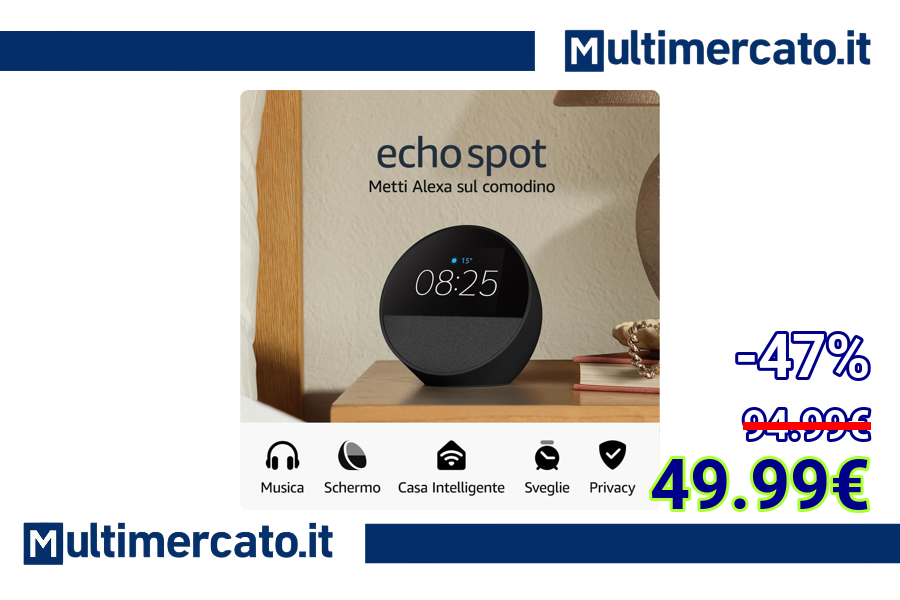 Multimercato.it
echo spot
Metti Alexa sul comodino
15°
08:25
-47%
94.99€
49.99€
Musica
Schermo
Casa Intelligente
Sveglie
Privacy
Multimercato.it